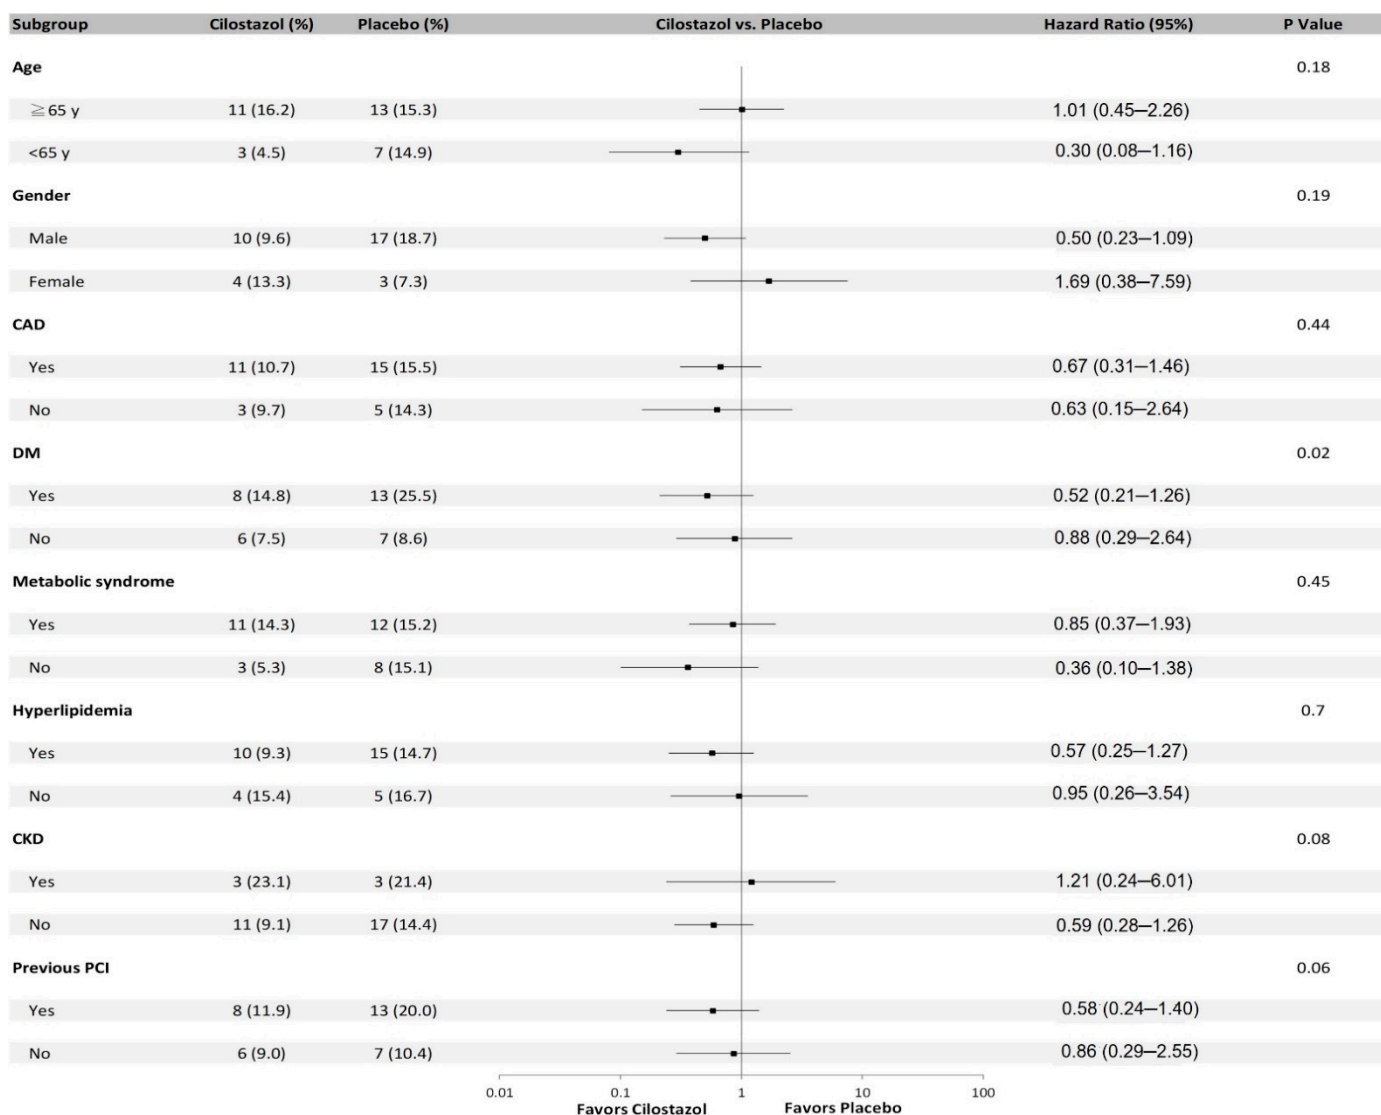 Subgroup Cilostazol (%) Placebo (%) Cilostazol vs. Placebo Hazard Ratio (95%) P Value
Age 0.18
≧65 y 11 (16.2) 13 (15.3) 1.01 (0.45—2.26)
<65 y 3 (4.5) 7 (14.9) 0.30 (0.08—1.16)
Gender 0.19
Male 10 (9.6) 17 (18.7) 0.50 (0.23—1.09)
Female 4 (13.3) 3 (7.3) 1.69 (0.38—7.59)
CAD 0.44
Yes 11 (10.7) 15 (15.5) 0.67 (0.31—1.46)
No 3 (9.7) 5 (14.3) 0.63 (0.15—2.64)
DM 0.02
Yes 8 (14.8) 13 (25.5) 0.52 (0.21—1.26)
No 6 (7.5) 7 (8.6) 0.88 (0.29—2.64)
Metabolic syndrome 0.45
Yes 11 (14.3) 12 (15.2) 0.85 (0.37—1.93)
No 3 (5.3) 8 (15.1) 0.36 (0.10—1.38)
Hyperlipidemia 0.7
Yes 10 (9.3) 15 (14.7) 0.57 (0.25—1.27)
No 4 (15.4) 5 (16.7) 0.95 (0.26—3.54)
CKD 0.08
Yes 3 (23.1) 3 (21.4) 1.21 (0.24—6.01)
No 11 (9.1) 17 (14.4) 0.59 (0.28—1.26)
Previous PCI 0.06
Yes 8 (11.9) 13 (20.0) 0.58 (0.24—1.40)
No 6 (9.0) 7 (10.4) 0.86 (0.29—2.55)
0.01 0.1 1 10 100
Favors Cilostazol Favors Placebo